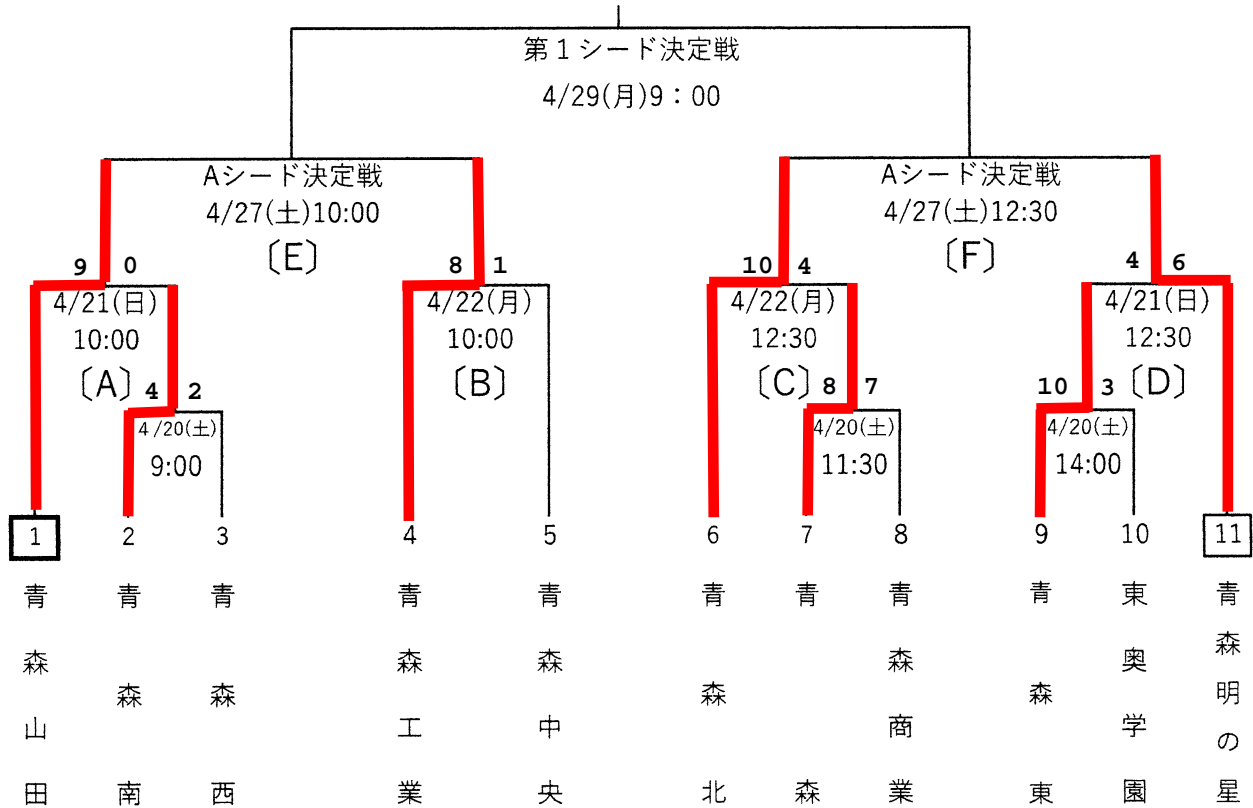 第1シード決定戦
4/29(月)9：00
Aシード決定戦
4/27(土)10:00
〔E〕
Aシード決定戦
4/27(土)12:30
〔F〕
9 0
4/21(日)
10:00
〔A〕
8 1
4/22(月)
10:00
〔B〕
10 4
4/22(月)
12:30
〔C〕
4 6
4/21(日)
12:30
〔D〕
4 2
4/20(土)
9:00
8 7
4/20(土)
11:30
10 3
4/20(土)
14:00
1
2
3
4
5
6
7
8
9
10
11
青森山田
青森南
青森西
青森工業
青森中央
青森北
青森
青森商業
青森東
東奥学園
青森明の星